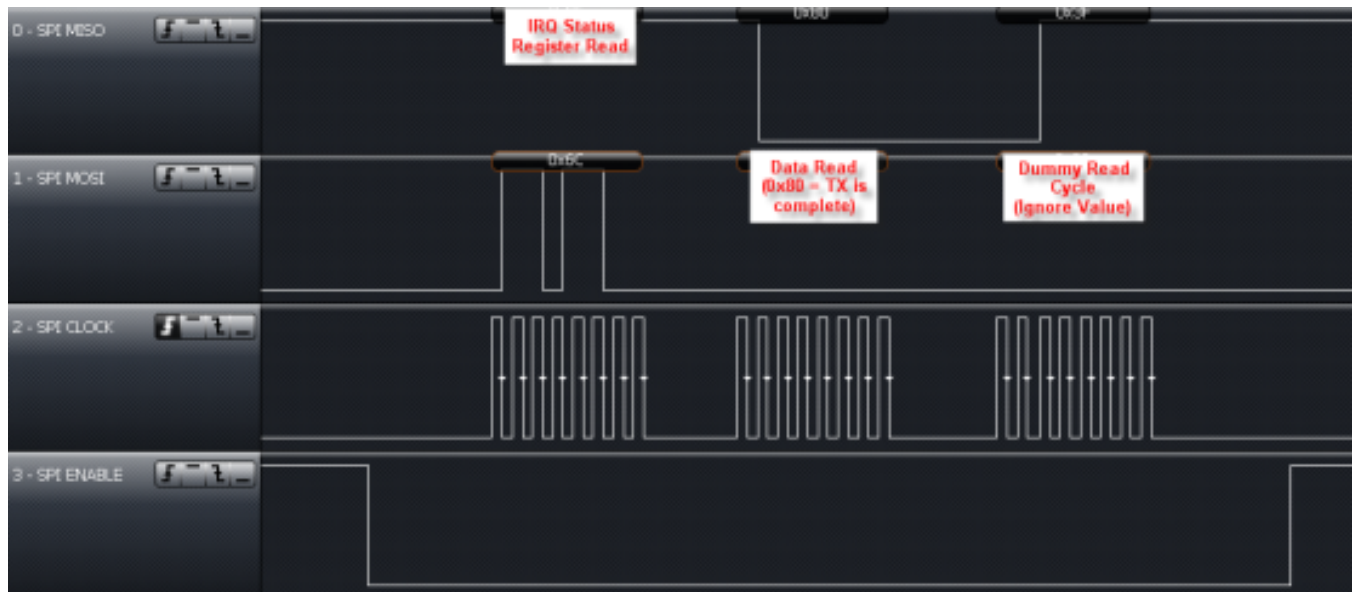 0 - SPI MISO
IRQ Status
Register Read
0x80
0x3F
1 - SPI MOSI
0x6C
Data Read
(0x80 - TX is
complete)
Dummy Read
Cycle
(Ignore Value)
2 - SPI CLOCK
3 - SPI ENABLE